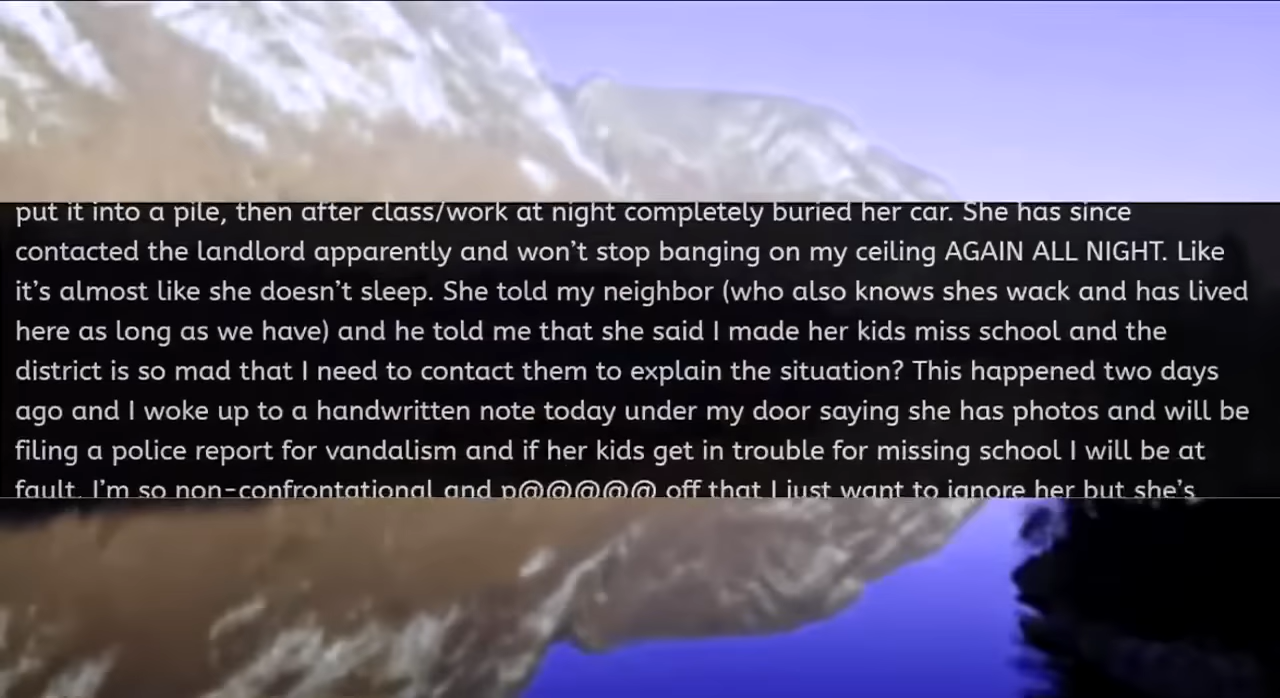 put it into a pile, then after class/work at night completely buried her car. She has since
contacted the landlord apparently and won't stop banging on my ceiling AGAIN ALL NIGHT. Like
it's almost like she doesn't sleep. She told my neighbor (who also knows shes wack and has lived
here as long as we have) and he told me that she said I made her kids miss school and the
district is so mad that I need to contact them to explain the situation? This happened two days
ago and I woke up to a handwritten note today under my door saying she has photos and will be
filing a police report for vandalism and if her kids get in trouble for missing school I will be at
fault. I'm so non-confrontational and p@@@@@ off that I just want to ignore her but she's